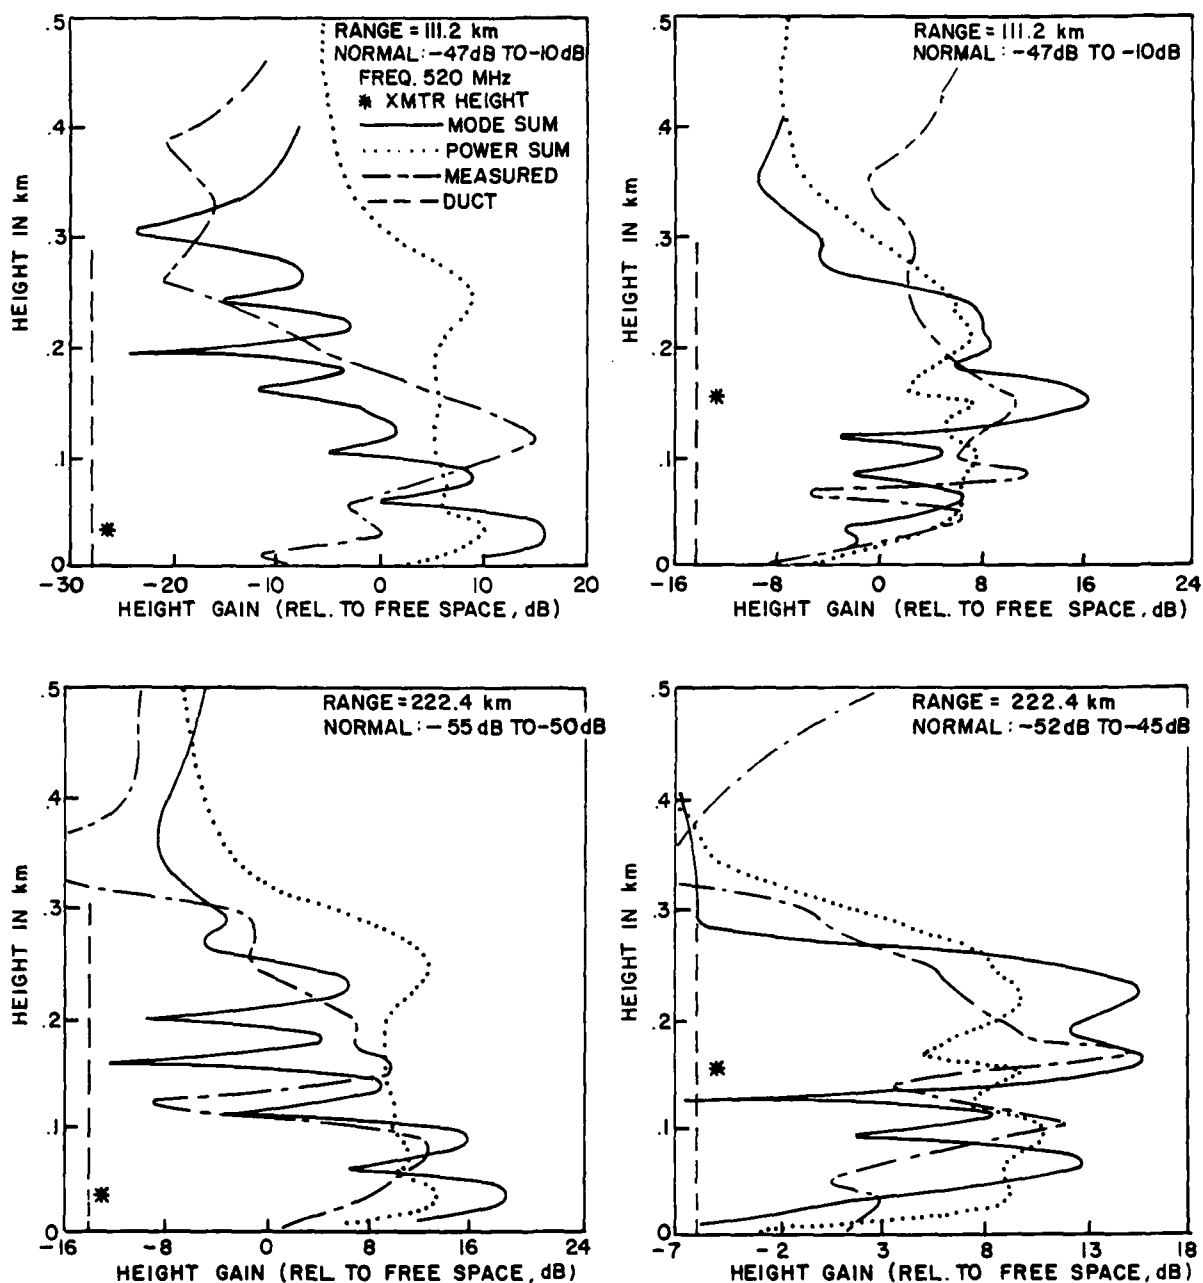 .5
.4
.3
.2
.1
0
HEIGHT IN km
RANGE = 111.2 km
NORMAL: -47dB TO -10dB
FREQ. 520 MHz
* XMTR HEIGHT
MODE SUM
POWER SUM
MEASURED
DUCT
-30 -20 -10 0 10 20
HEIGHT GAIN (REL. TO FREE SPACE, dB)
.5
.4
.3
.2
.1
0
HEIGHT IN km
RANGE = 111.2 km
NORMAL: -47dB TO -10dB
-16 -8 0 8 16 24
HEIGHT GAIN (REL. TO FREE SPACE, dB)
.5
.4
.3
.2
.1
0
HEIGHT IN km
RANGE = 222.4 km
NORMAL: -55dB TO -50dB
-16 -8 0 8 16 24
HEIGHT GAIN (REL. TO FREE SPACE, dB)
.5
.4
.3
.2
.1
0
HEIGHT IN km
RANGE = 222.4 km
NORMAL: -52dB TO -45dB
-7 -2 3 8 13 18
HEIGHT GAIN (REL. TO FREE SPACE, dB)